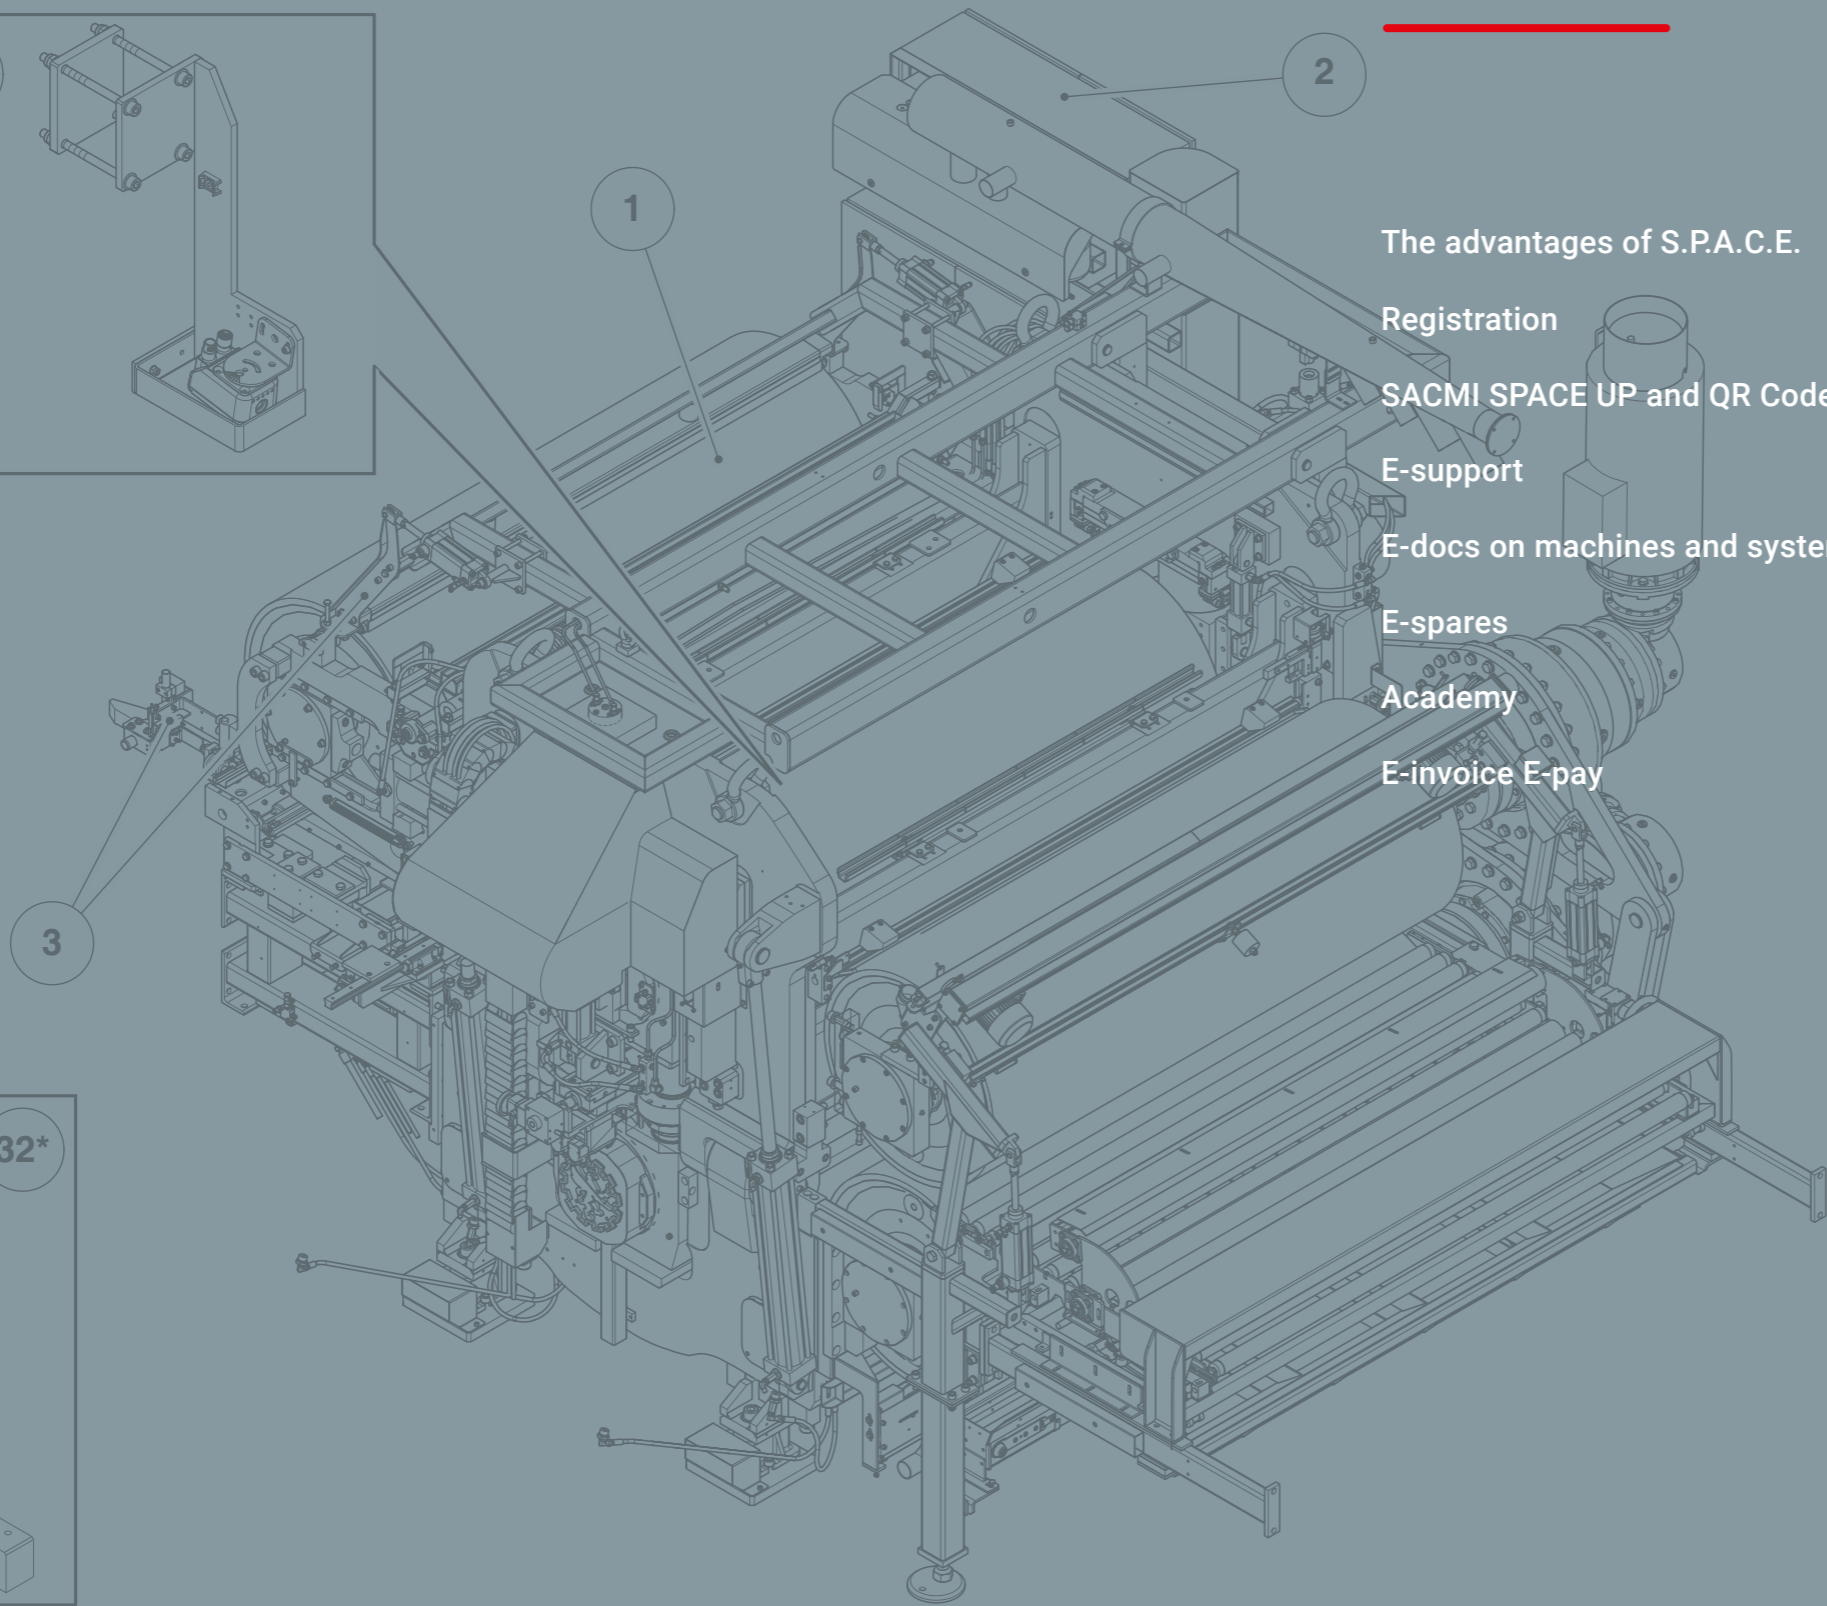 2
1
The advantages of S.P.A.C.E.
Registration
SACMI SPACE UP and QR Code
E-support
E-docs on machines and
E-spares
Academy
E-invoice E-pay
3
32*